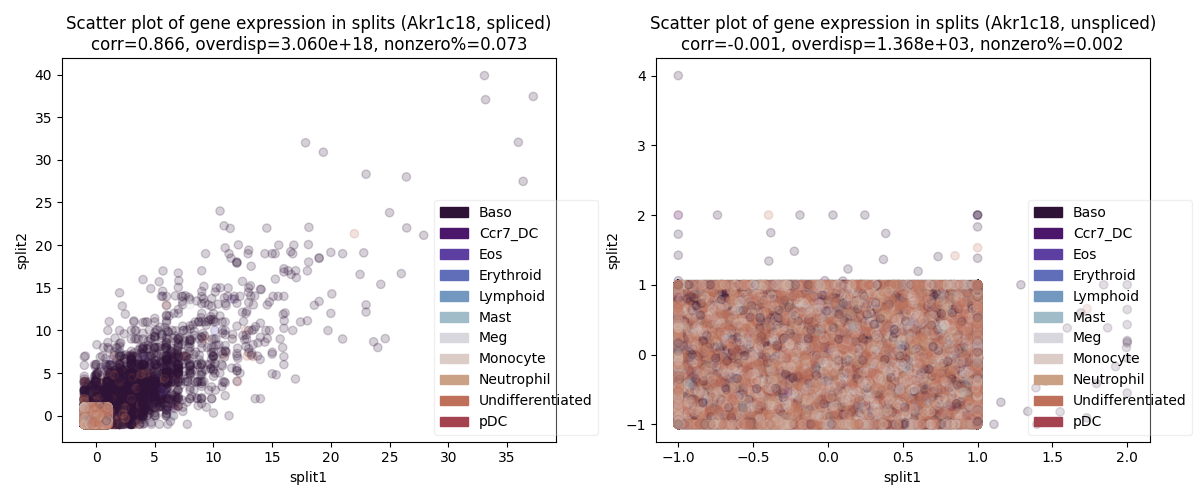 Scatter plot of gene expression in splits (Akr1c18, spliced)
corr=0.866, overdisp=3.060e+18, nonzero%=0.073
40
35
30
25
20
15
10
5
0
split2
0
5
10
15
20
25
30
35
split1
Baso
Ccr7_DC
Eos
Erythroid
Lymphoid
Mast
Meg
Monocyte
Neutrophil
Undifferentiated
pDC
Scatter plot of gene expression in splits (Akr1c18, unspliced)
corr=-0.001, overdisp=1.368e+03, nonzero%=0.002
4
3
2
1
0
−1
split2
−1.0
−0.5
0.0
0.5
1.0
1.5
2.0
split1
Baso
Ccr7_DC
Eos
Erythroid
Lymphoid
Mast
Meg
Monocyte
Neutrophil
Undifferentiated
pDC